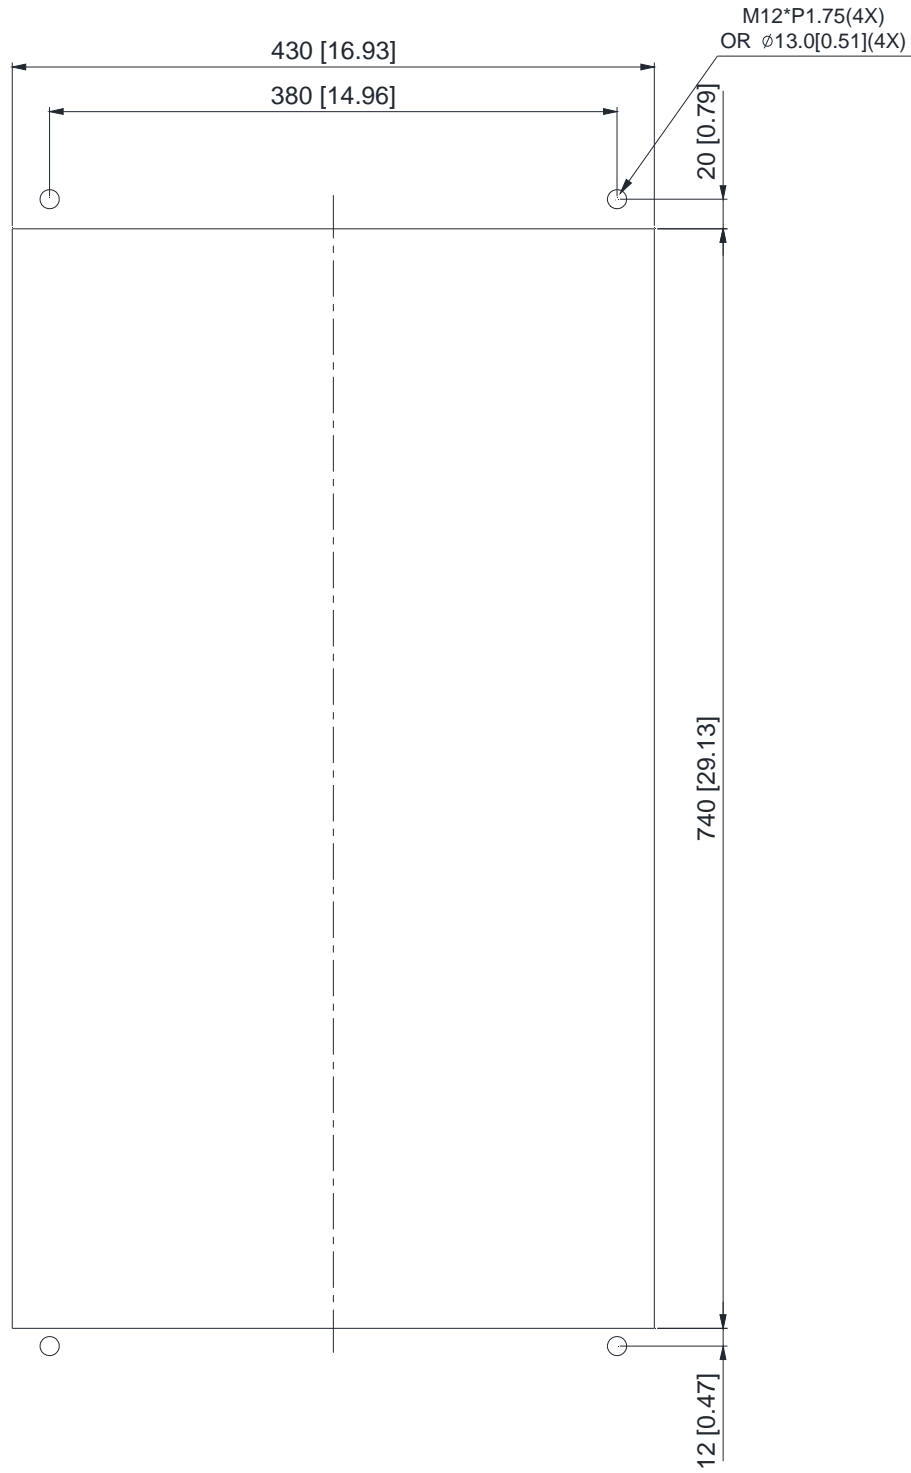 M12*P1.75(4X)
OR ⌀13.0[0.51](4X)
430 [16.93]
380 [14.96]
20 [0.79]
740 [29.13]
12 [0.47]